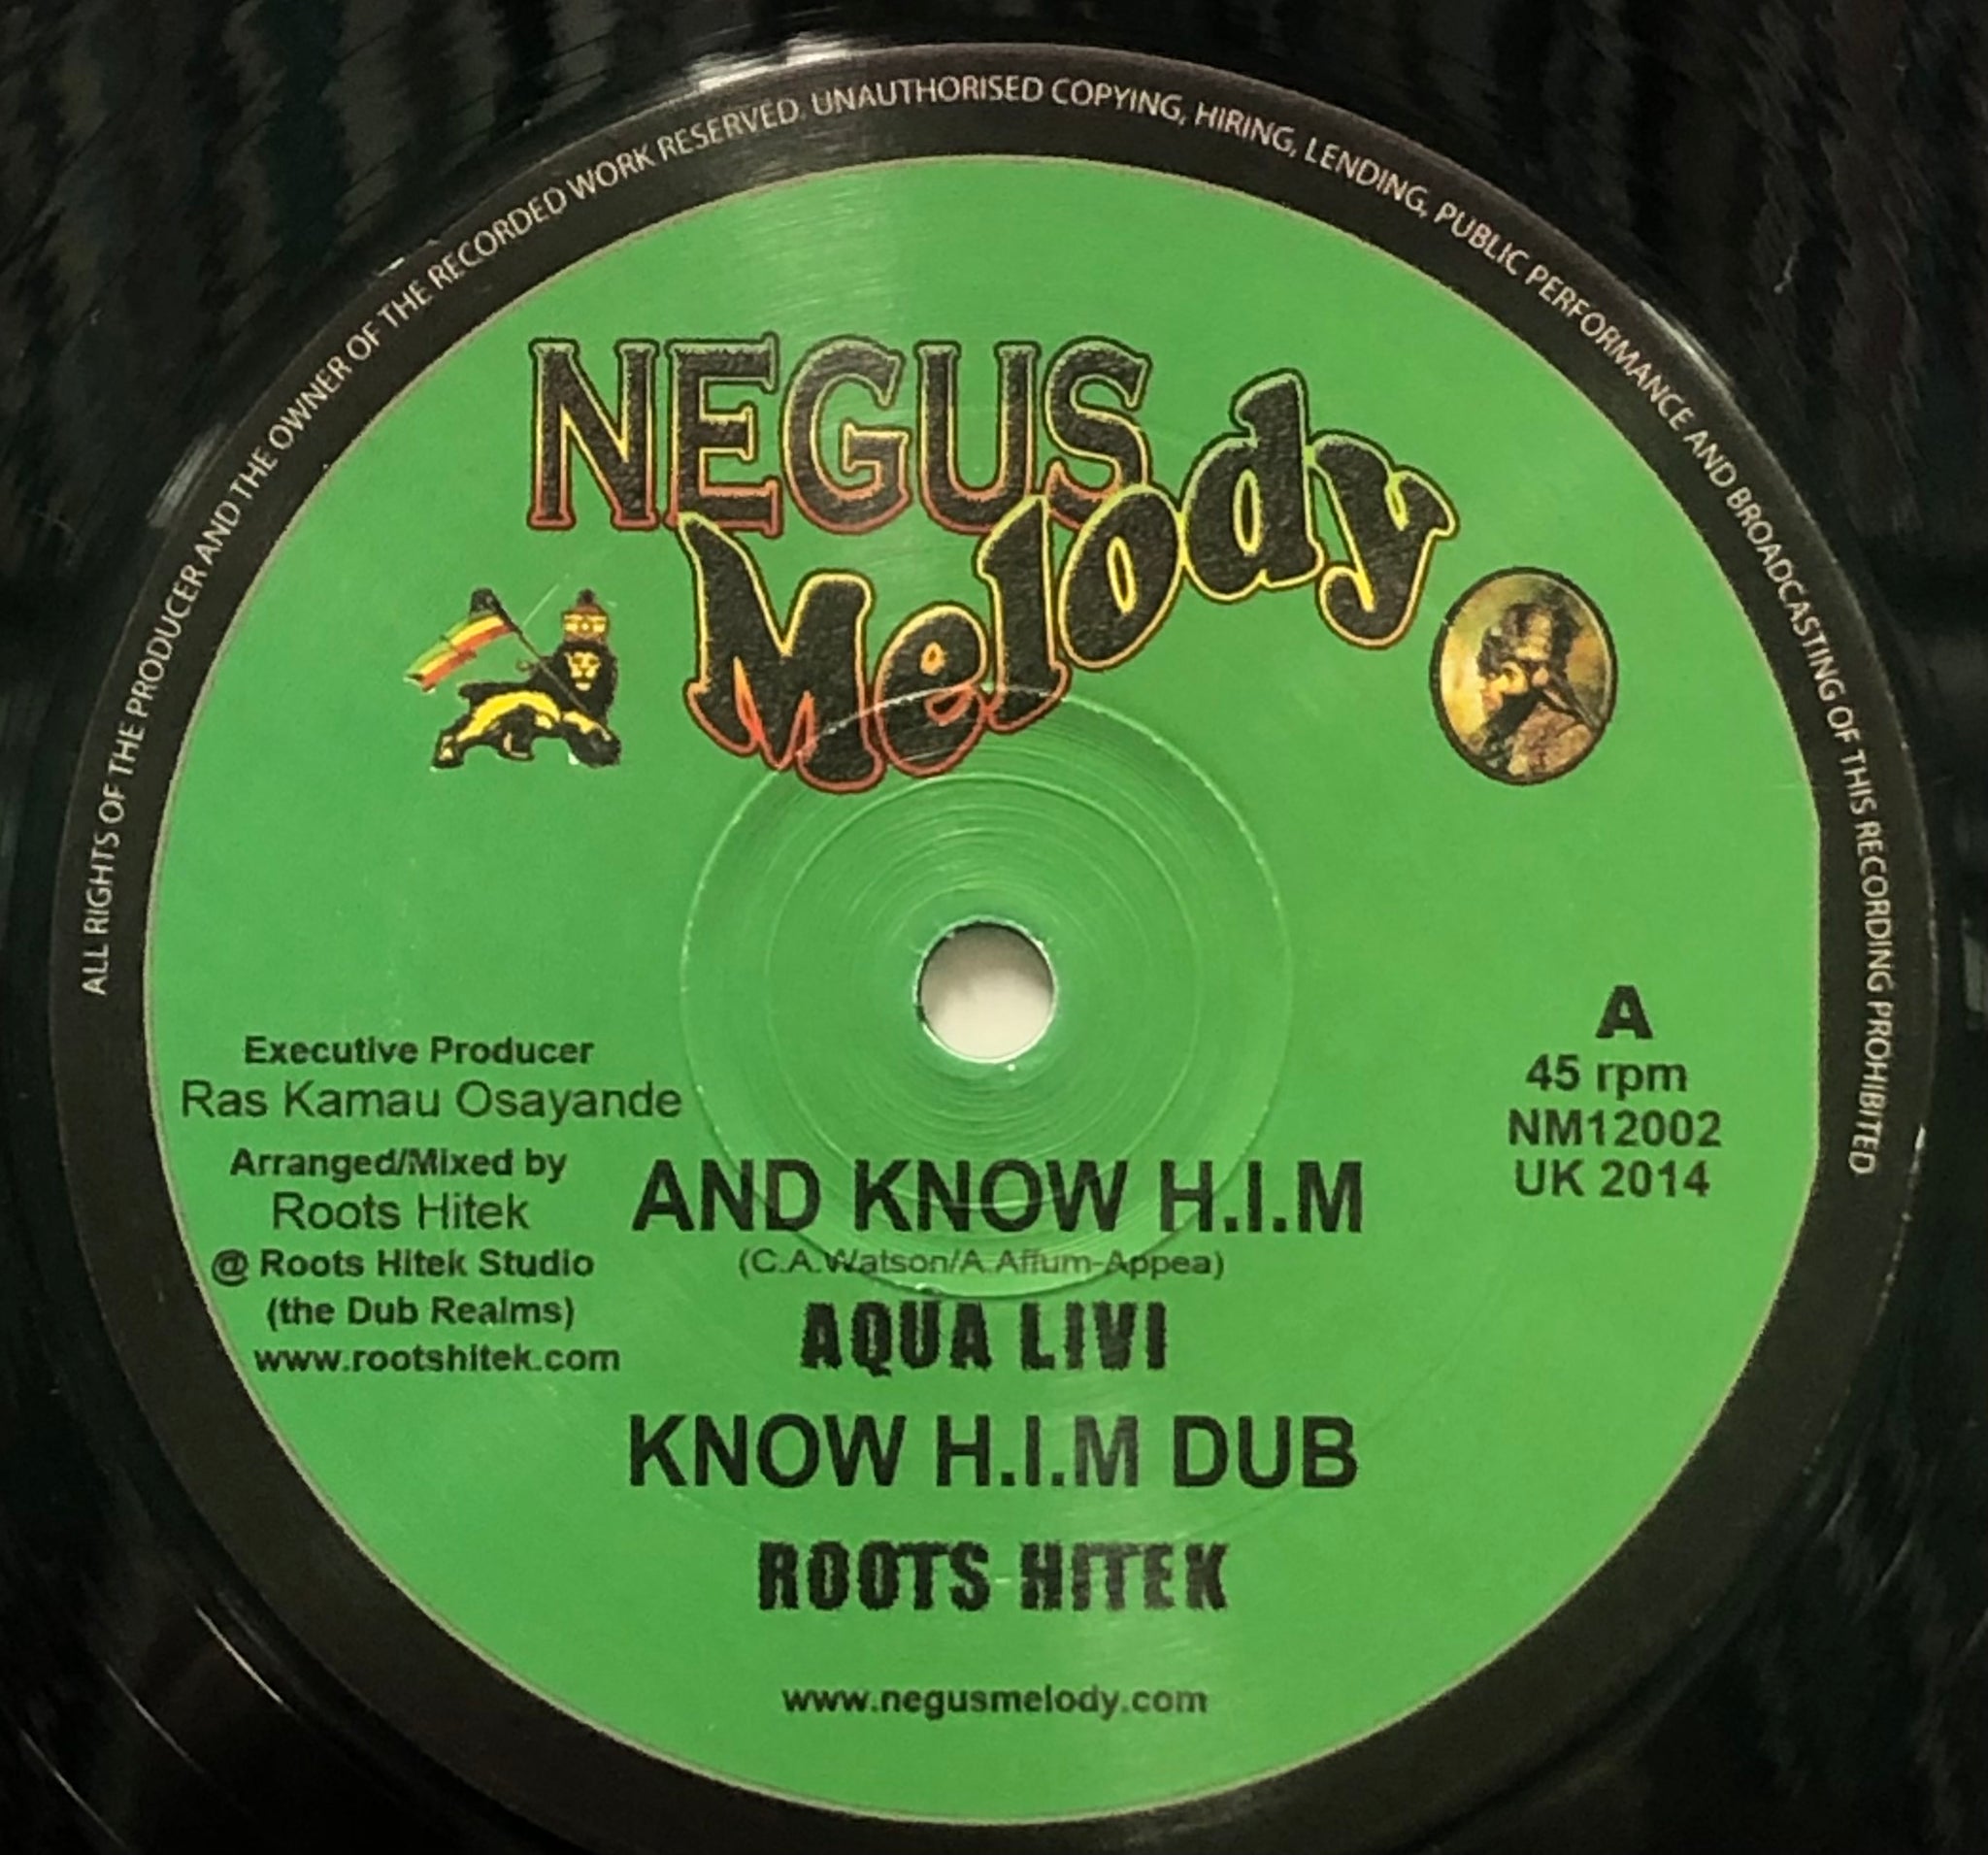 ALL RIGHTS OF THE PRODUCER AND THE OWNER OF THE RECORDED WORK RESERVED. UNAUTHORISED COPYING, HIRING, LENDING, PUBLIC PERFORMANCE AND BROADCASTING OF THIS RECORDING PROHIBITED
NEGUS
Melody
Executive Producer
Ras Kamau Osayande
Arranged/Mixed by
Roots Hitek
@ Roots Hitek Studio
(the Dub Realms)
www.rootshitek.com
A
45 rpm
NM12002
UK 2014
AND KNOW H.I.M
(C.A.Watson/A.Affum-Appea)
AQUA LIVI
KNOW H.I.M DUB
ROOTS HITEK
www.negusmelody.com